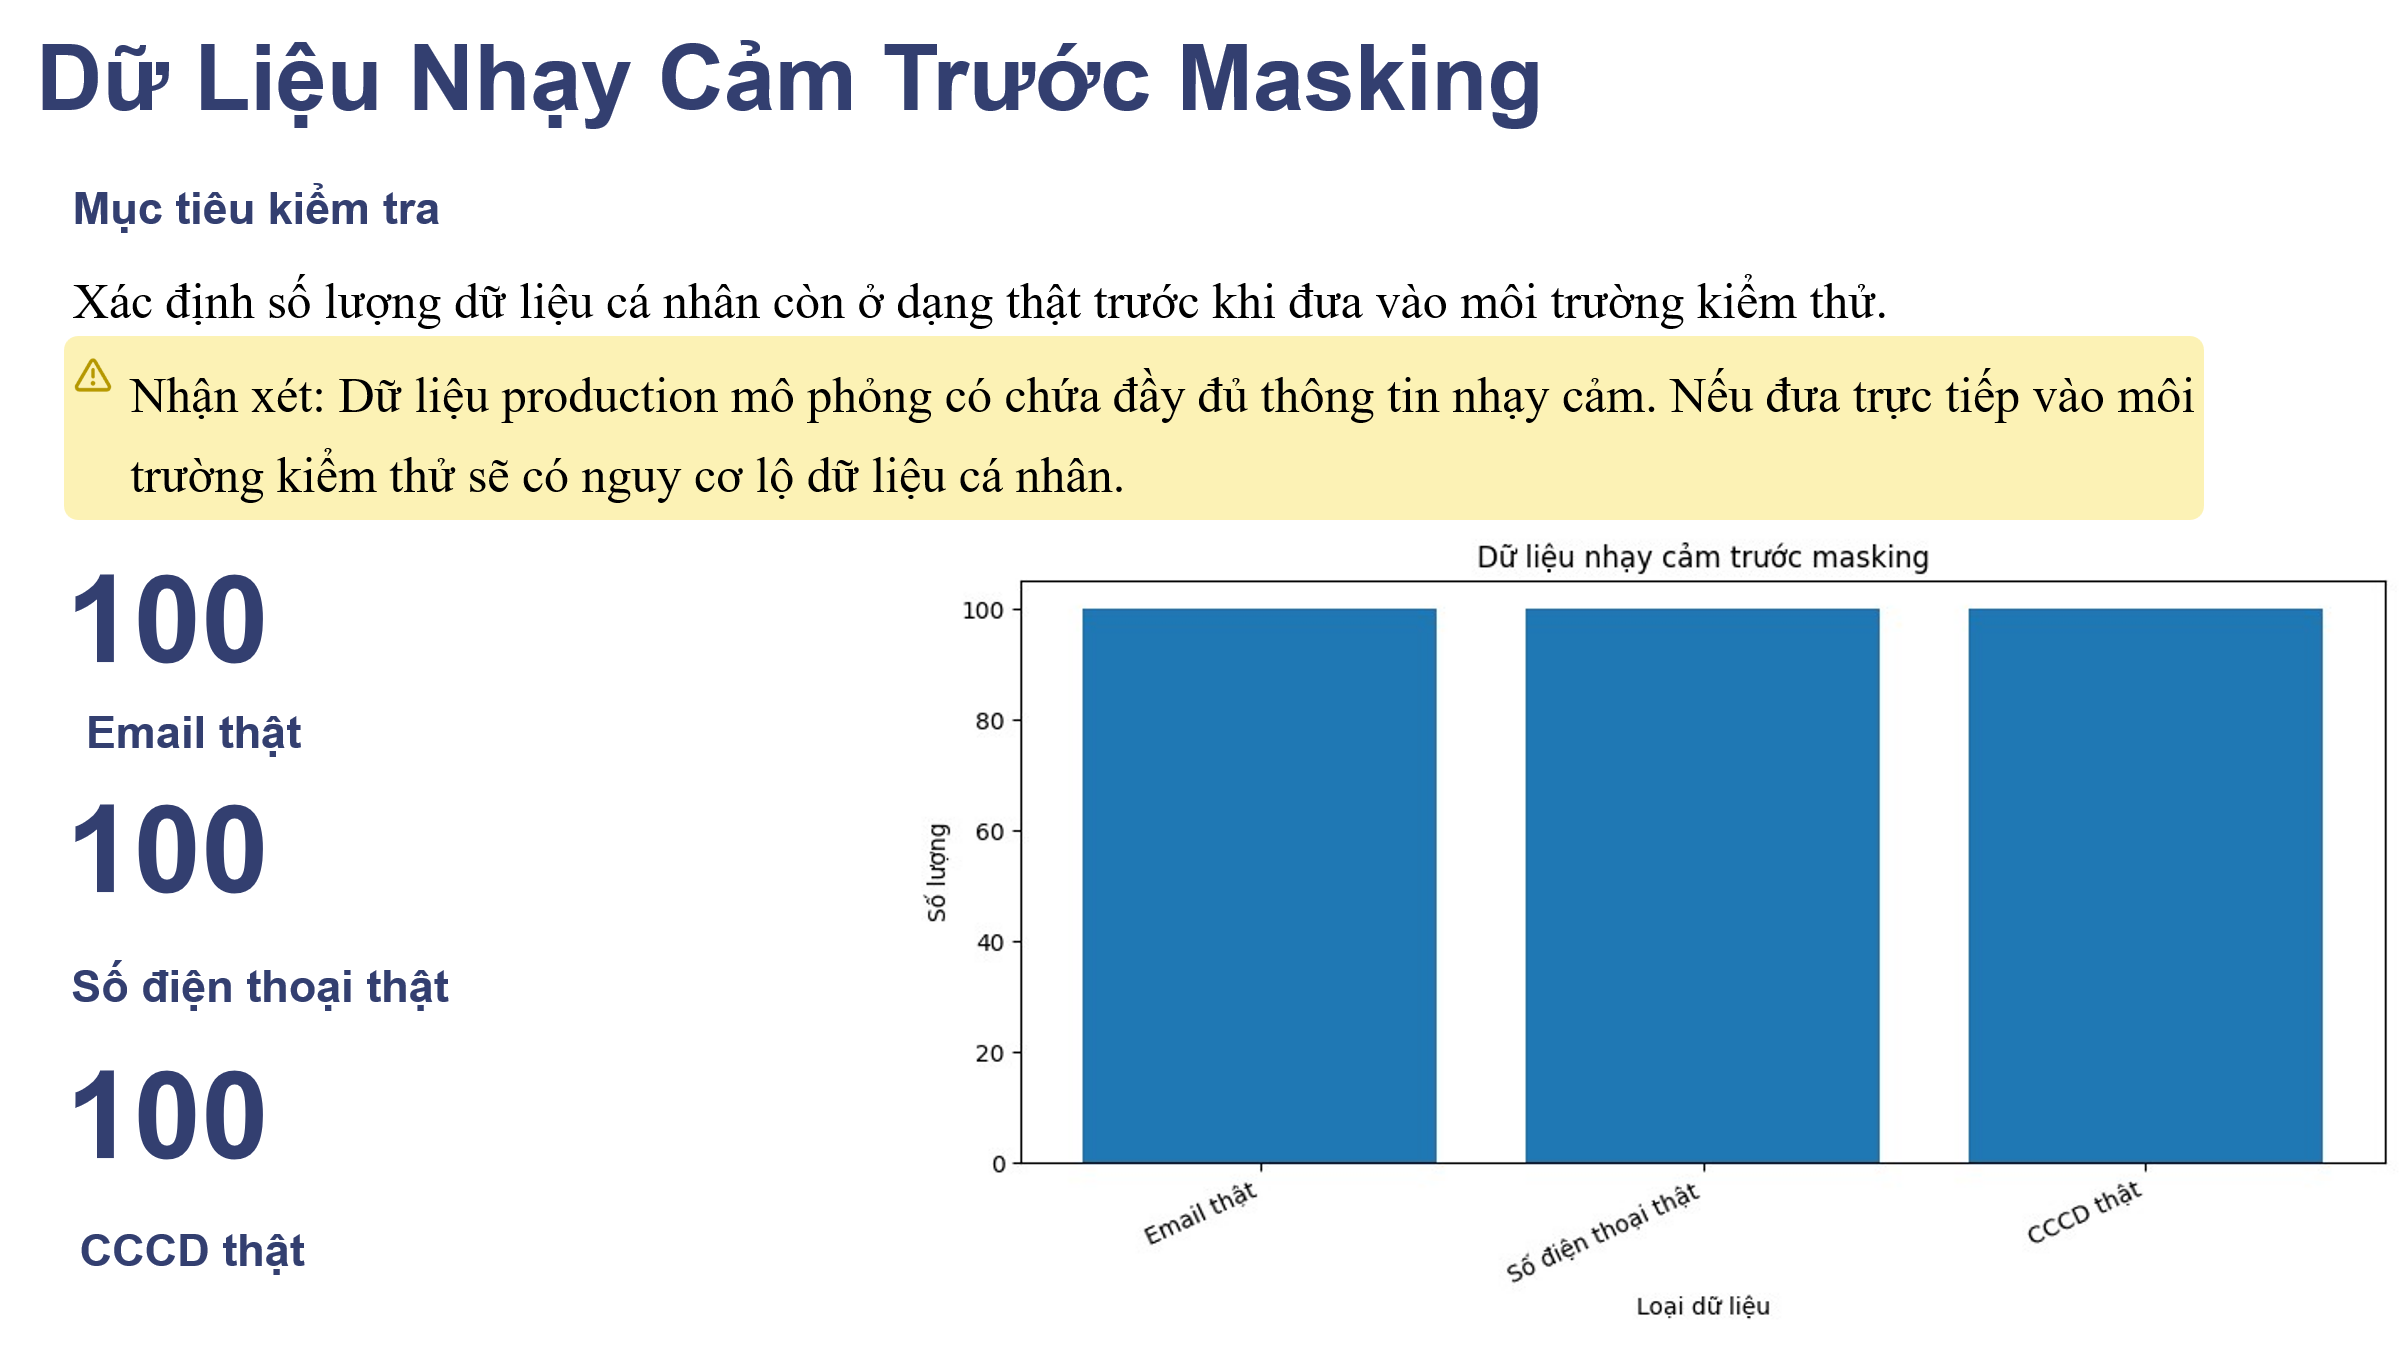 Dữ Liệu Nhạy Cảm Trước Masking
Mục tiêu kiểm tra
Xác định số lượng dữ liệu cá nhân còn ở dạng thật trước khi đưa vào môi trường kiểm thử.
Nhận xét: Dữ liệu production mô phỏng có chứa đầy đủ thông tin nhạy cảm. Nếu đưa trực tiếp vào môi
trường kiểm thử sẽ có nguy cơ lộ dữ liệu cá nhân.
100
Email thật
100
Số điện thoại thật
100
CCCD thật
Dữ liệu nhạy cảm trước masking
100
80
60
40
20
0
Số lượng
Email thật
Số điện thoại thật
CCCD thật
Loại dữ liệu